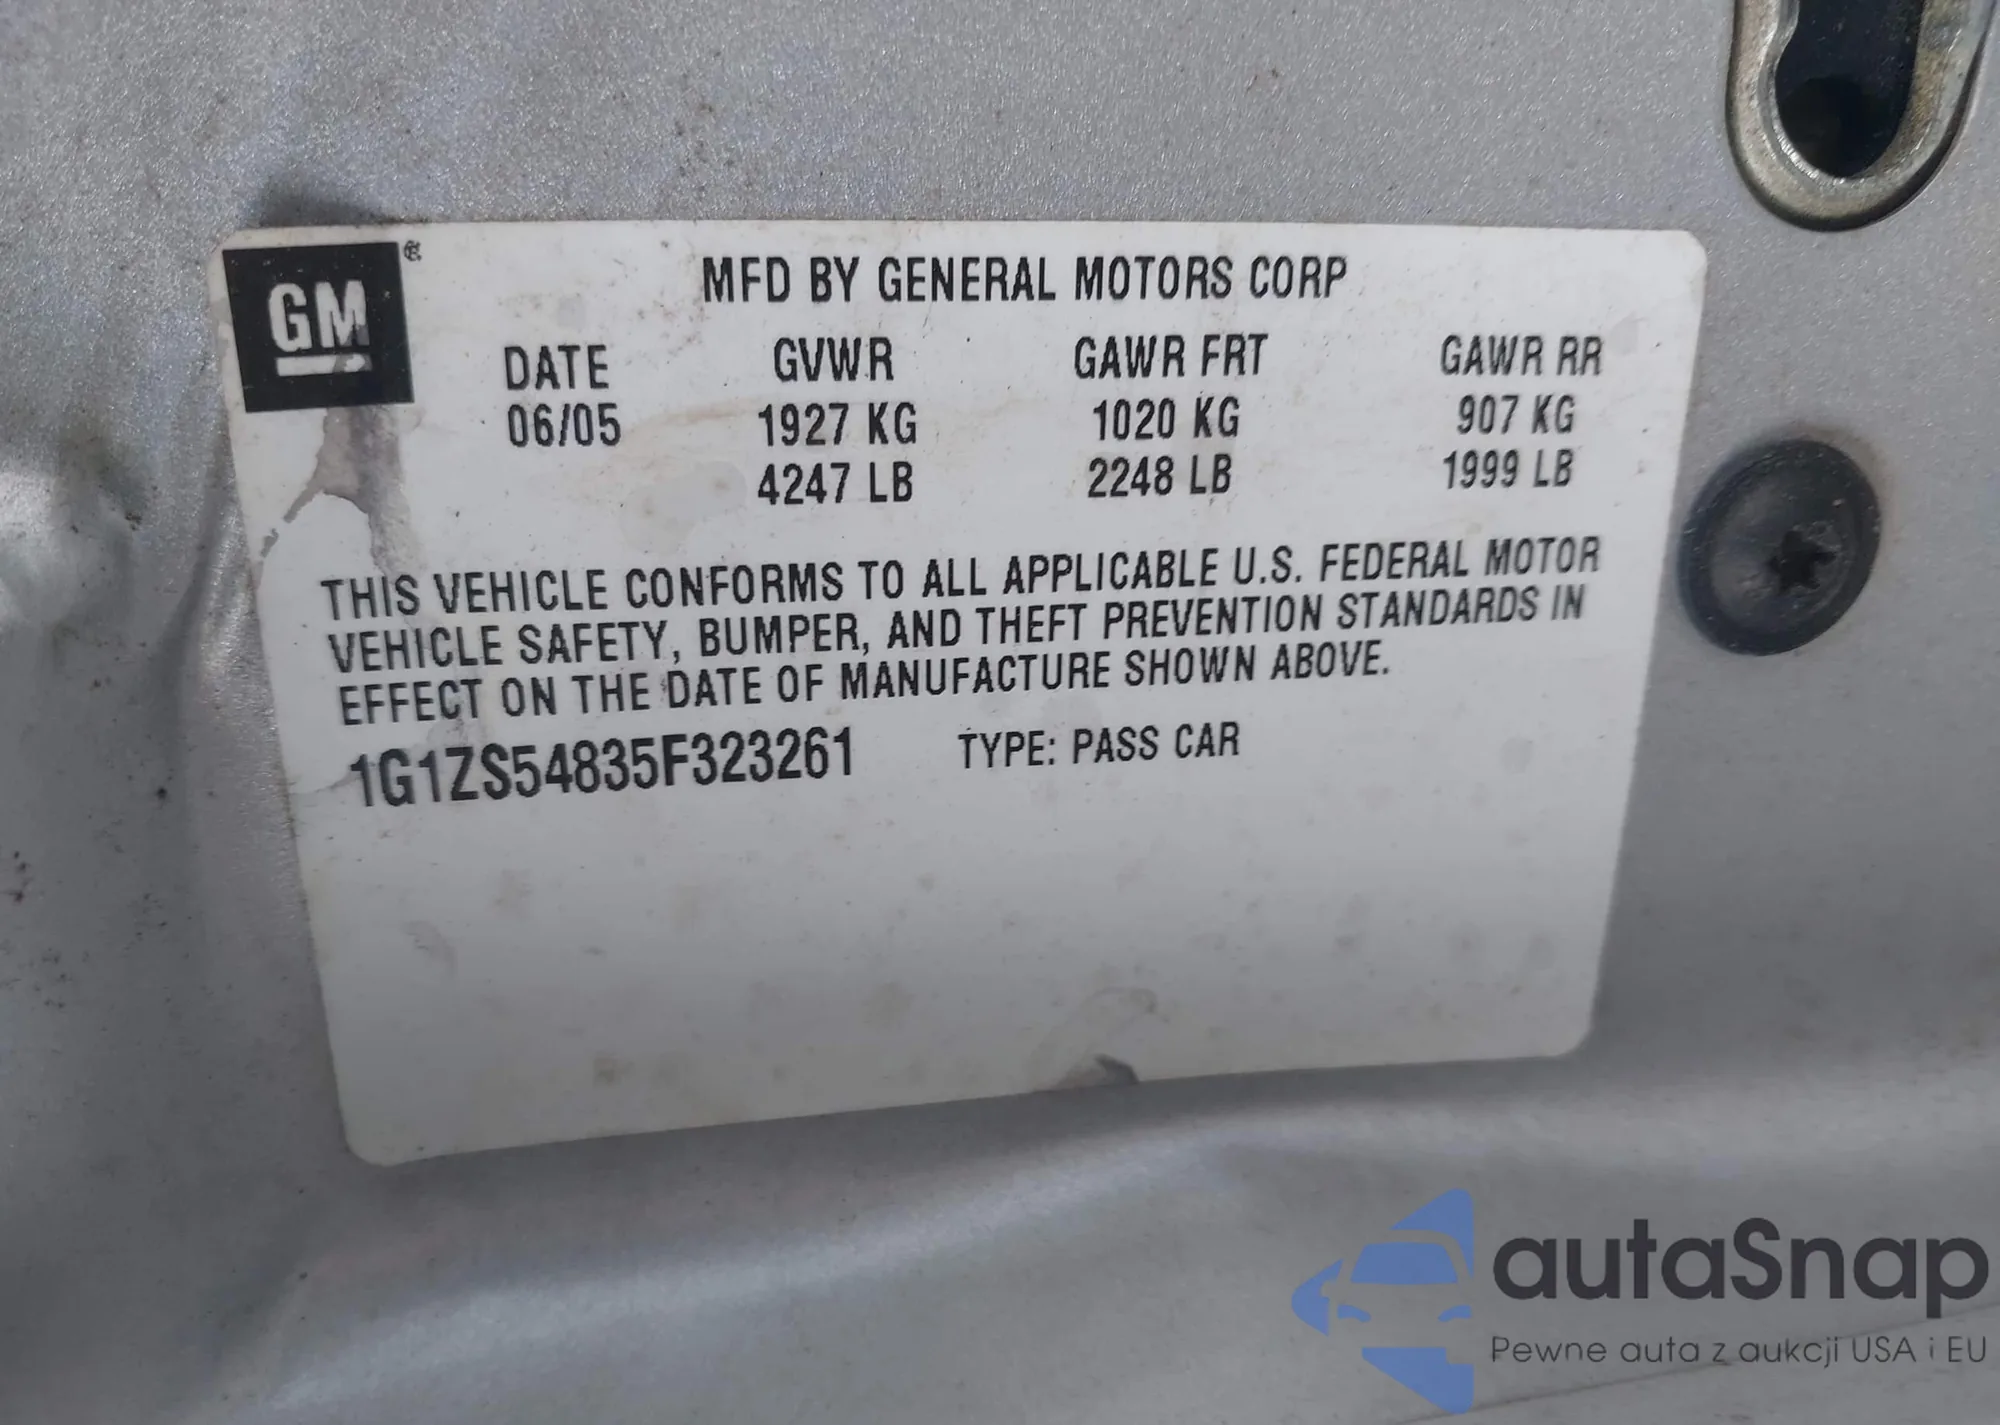 GM
MFD BY GENERAL MOTORS CORP
DATE GVWR GAWR FRT GAWR RR
06/05 1927 KG 1020 KG 907 KG
4247 LB 2248 LB 1999 LB
THIS VEHICLE CONFORMS TO ALL APPLICABLE U.S. FEDERAL MOTOR
VEHICLE SAFETY, BUMPER, AND THEFT PREVENTION STANDARDS IN
EFFECT ON THE DATE OF MANUFACTURE SHOWN ABOVE.
1G1ZS54835F323261 TYPE: PASS CAR
autaSnap
Pewne auta z aukcji USA i EU